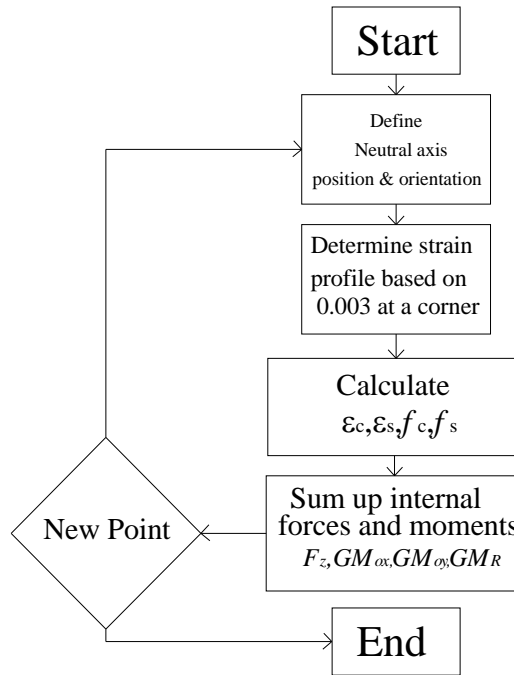 Start
Define
Neutral axis
position & orientation
Determine strain
profile based on
0.003 at a corner
Calculate
εc,εs,fc,fs
Sum up internal
forces and moments
Fz,GMox,GMoy,GMR
New Point
End